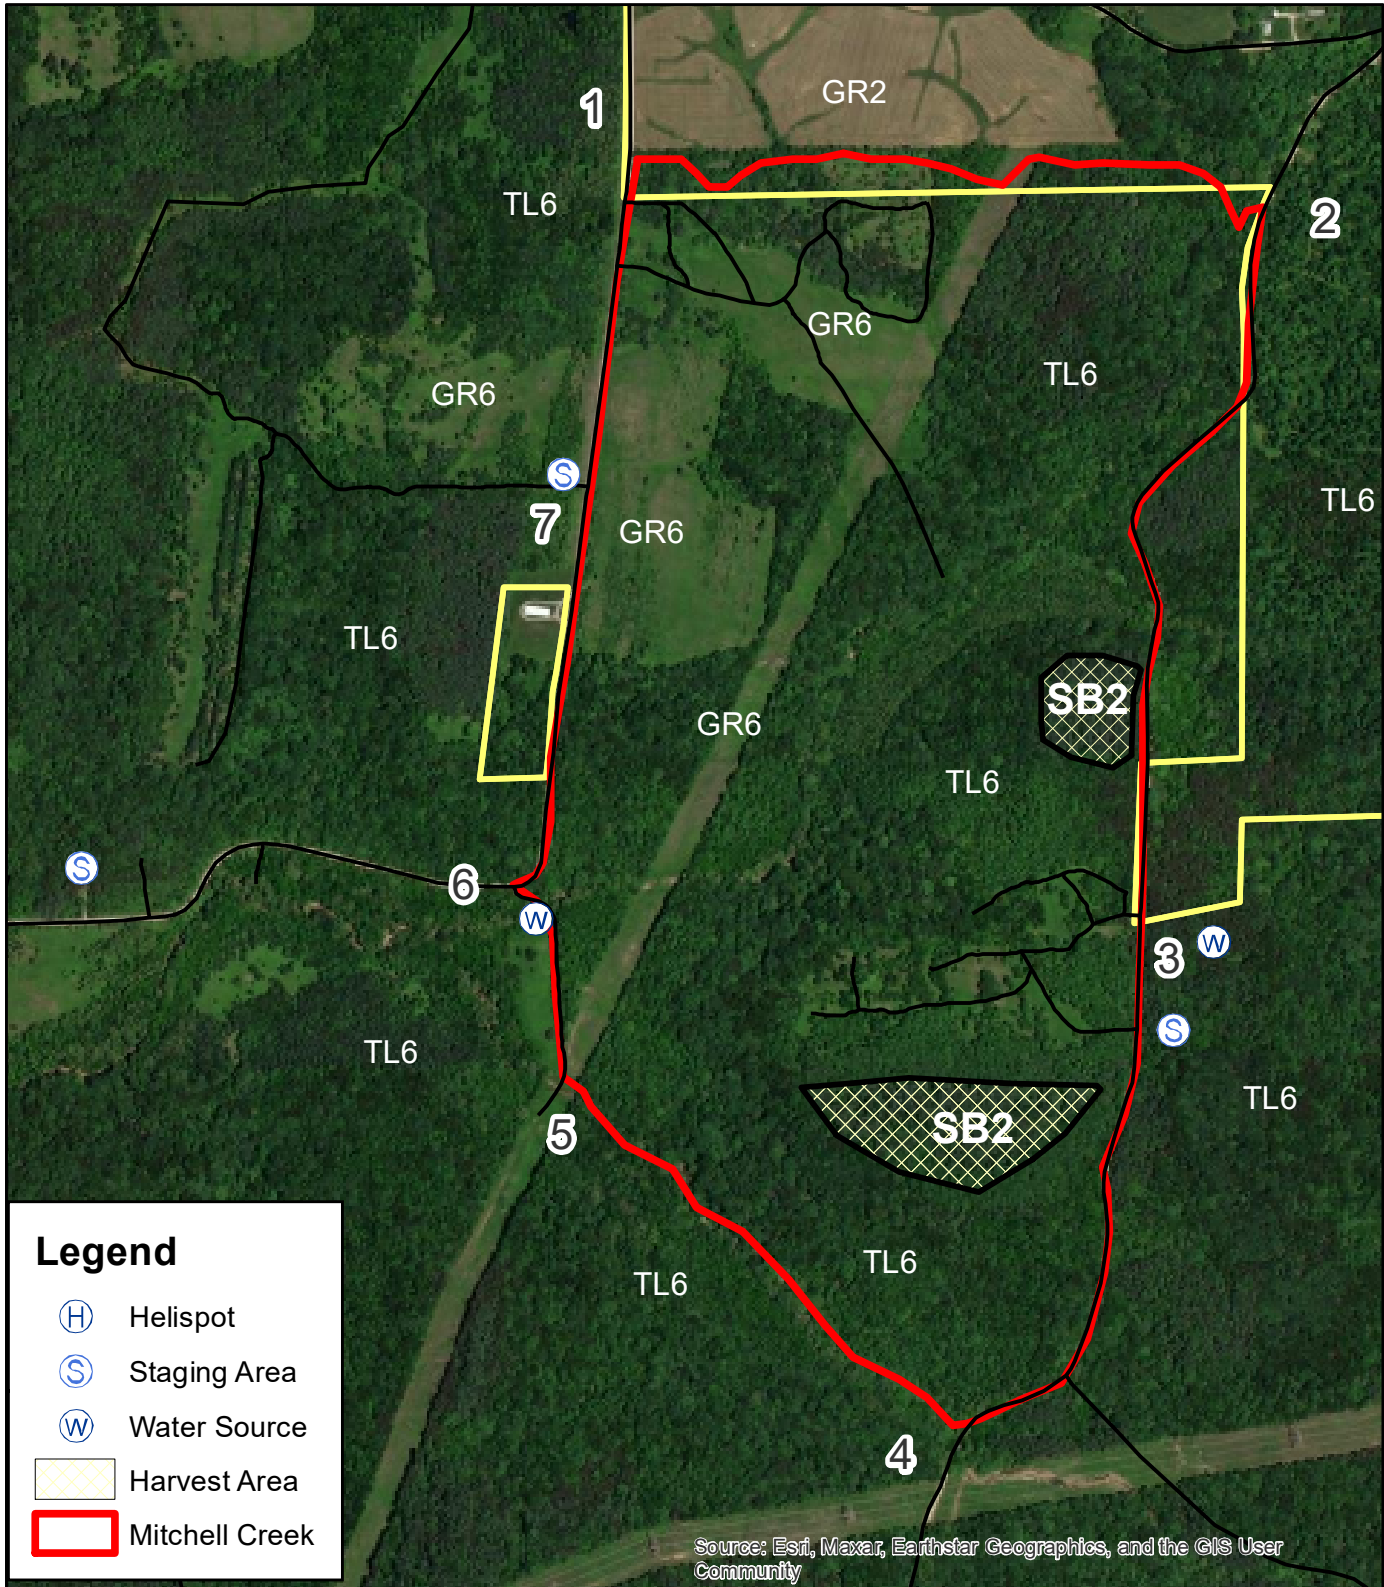 GR2
1
TL6
2
GR6
TL6
GR6
S
TL6
7
GR6
TL6
SB2
GR6
TL6
S
6
W
W
3
S
TL6
TL6
SB2
5
TL6
TL6
4
Legend
H Helispot
S Staging Area
W Water Source
Harvest Area
Mitchell Creek
Source: Esri, Maxar, Earthstar Geographics, and the GIS User
Community